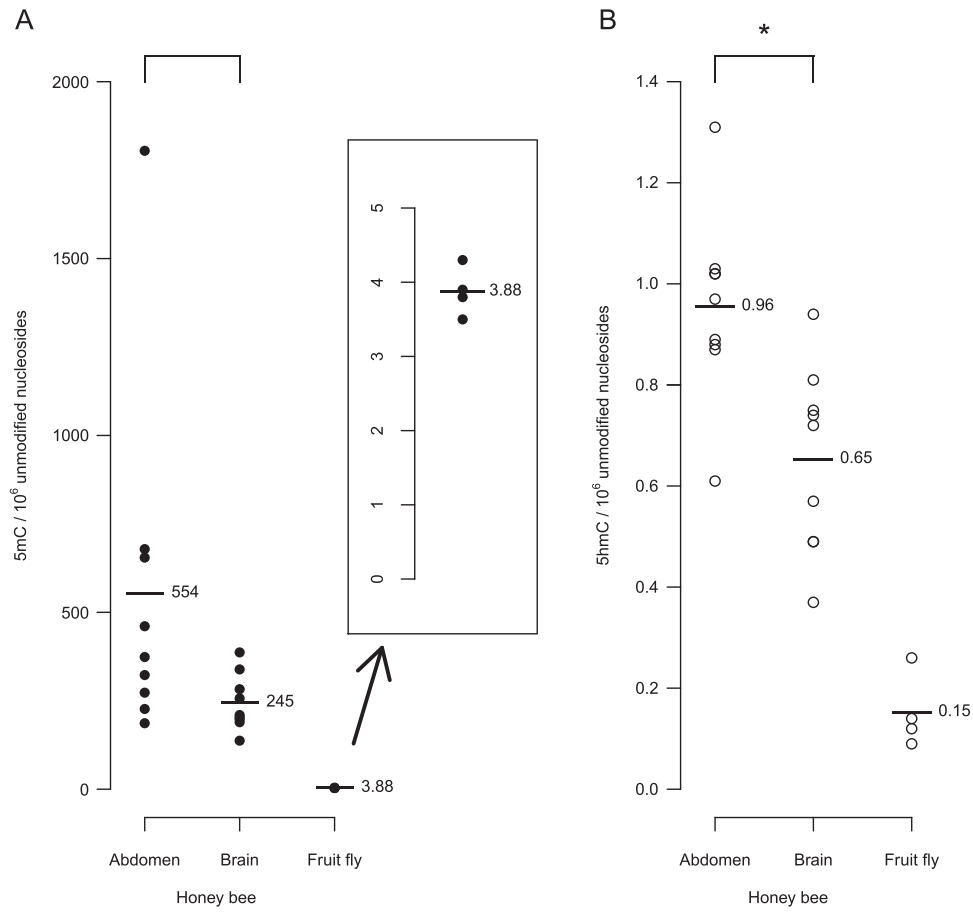 A
2000
1500
1000
500
0
5mC / 10⁶ unmodified nucleosides
554
245
3.88
5
4
3
2
1
0
3.88
Abdomen
Brain
Fruit fly
Honey bee
B
*
1.4
1.2
1.0
0.8
0.6
0.4
0.2
0.0
5hmC / 10⁶ unmodified nucleosides
0.96
0.65
0.15
Abdomen
Brain
Fruit fly
Honey bee